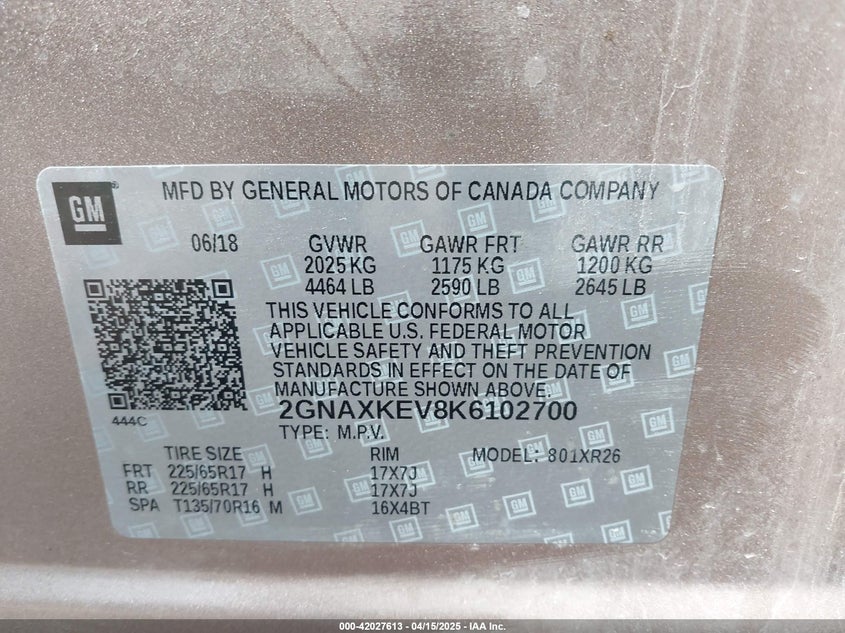 GM
MFD BY GENERAL MOTORS OF CANADA COMPANY
06/18 GVWR GAWR FRT GAWR RR
2025 KG 1175 KG 1200 KG
4464 LB 2590 LB 2645 LB
THIS VEHICLE CONFORMS TO ALL
APPLICABLE U.S. FEDERAL MOTOR
VEHICLE SAFETY AND THEFT PREVENTION
STANDARDS IN EFFECT ON THE DATE OF
MANUFACTURE SHOWN ABOVE.
444C
2GNAXKEV8K6102700
TYPE: M.P.V.
TIRE SIZE RIM MODEL: 801XR26
FRT 225/65R17 H 17X7J
RR 225/65R17 H 17X7J
SPA T135/70R16 M 16X4BT
000-42027613 - 04/15/2025 - IAA Inc.